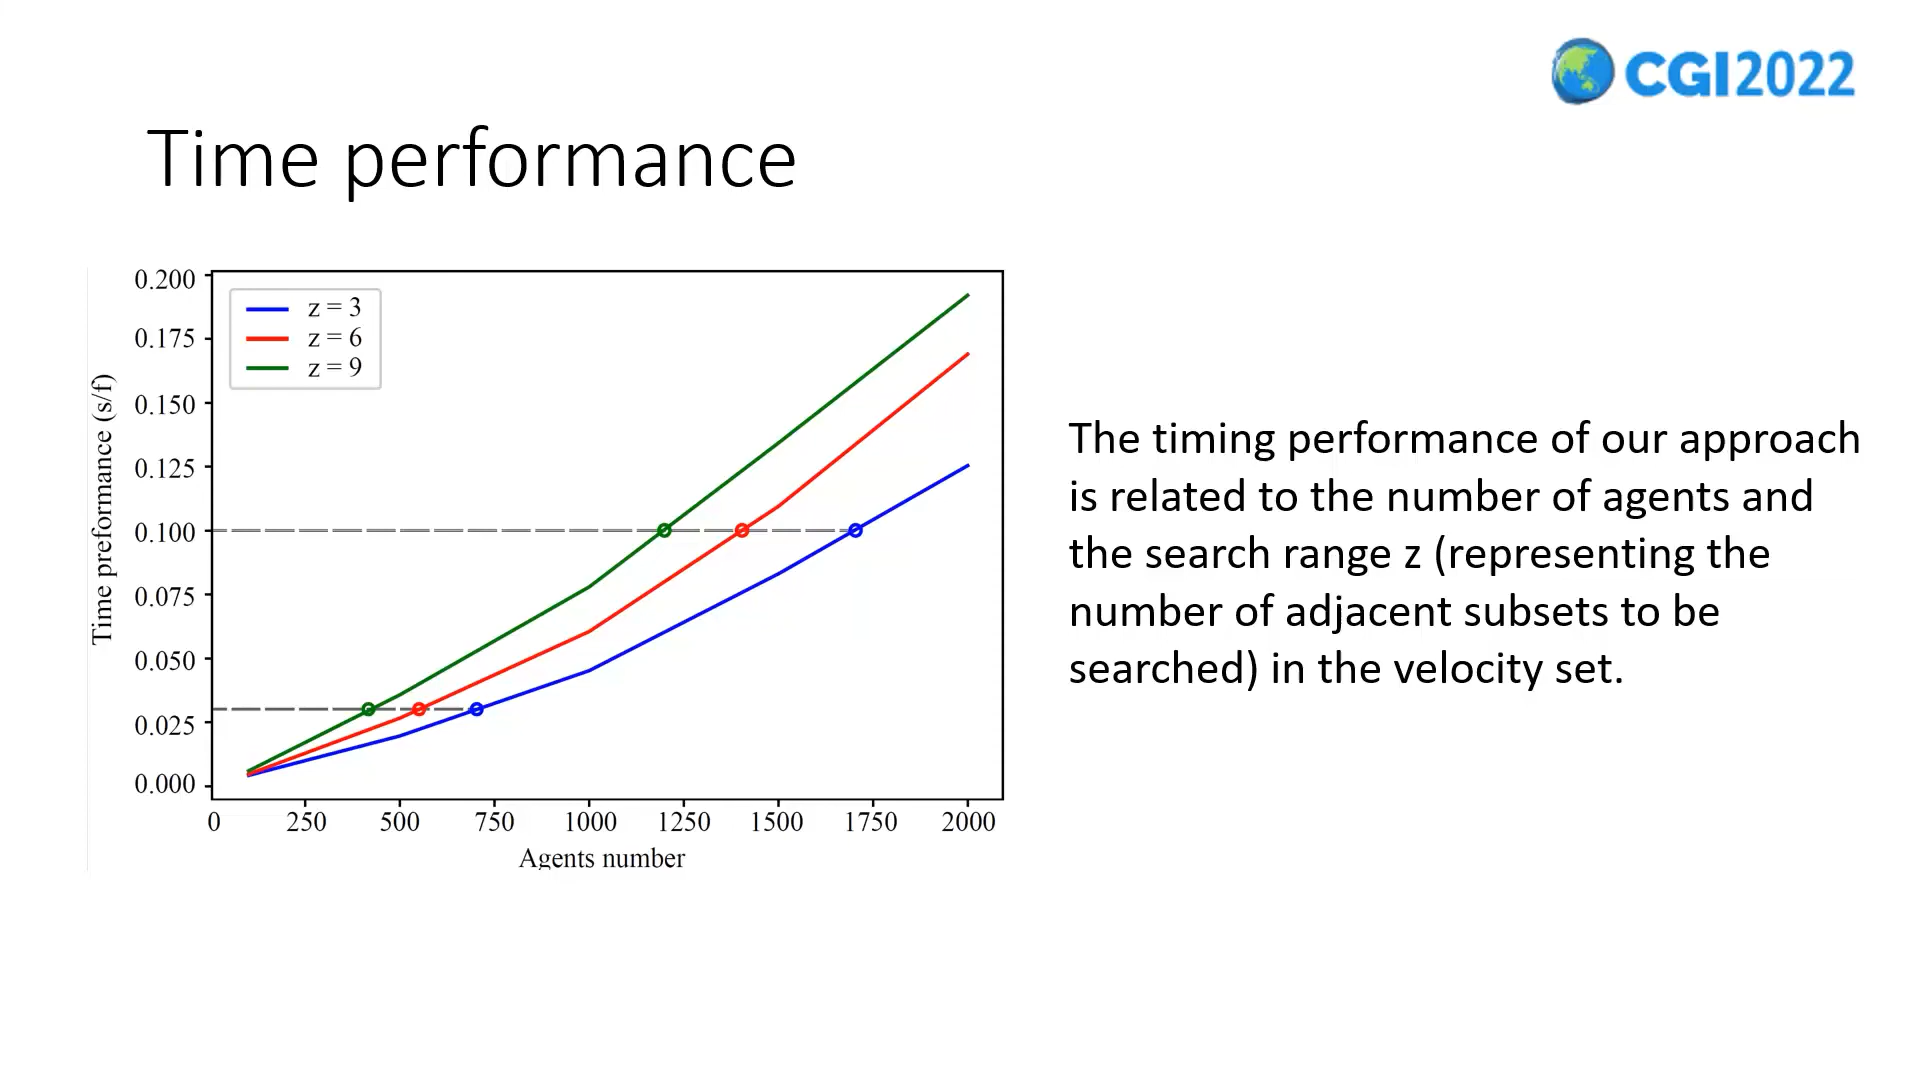 CGI2022
Time performance
0.200
0.175
0.150
0.125
0.100
0.075
0.050
0.025
0.000
Time preformance (s/f)
z = 3
z = 6
z = 9
0 250 500 750 1000 1250 1500 1750 2000
Agents number
The timing performance of our approach
is related to the number of agents and
the search range z (representing the
number of adjacent subsets to be
searched) in the velocity set.